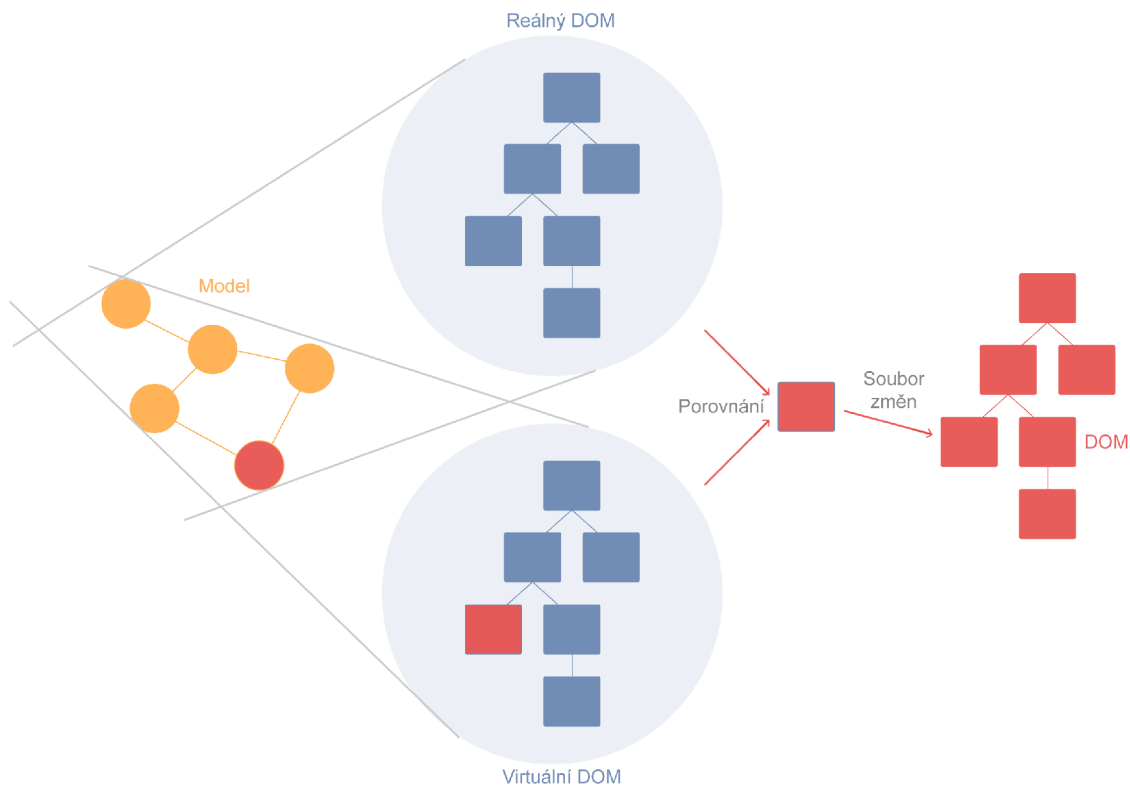 Reálný DOM
Model
Porovnání
Soubor
změn
DOM
Virtuální DOM